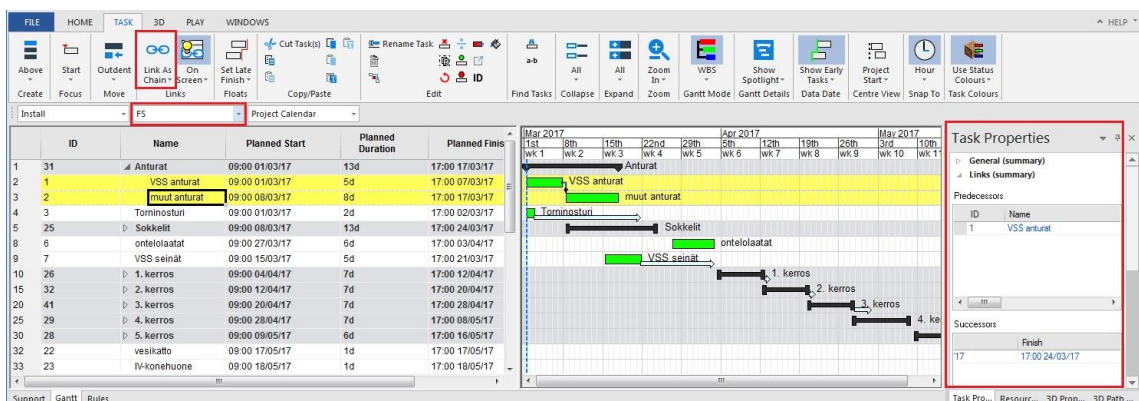 FILE HOME TASK 3D PLAY WINDOWS HELP
Cut Task(s) Rename Task
a-b
ID
Above Start Outdent Link As Chain On Screen Set Late Finish All All Zoom In WBS Show Spotlight Show Early Tasks Project Start Hour Use Status Colours
Create Focus Move Links Floats Copy/Paste Edit Find Tasks Collapse Expand Zoom Gantt Mode Gantt Details Data Date Centre View Snap To Task Colours
Install FS Project Calendar
ID Name Planned Start Planned Duration Planned Finis
1 31 Anturat 09:00 01/03/17 13d 17:00 17/03/17
2 1 VSS anturat 09:00 01/03/17 5d 17:00 07/03/17
3 2 muut anturat 09:00 08/03/17 8d 17:00 17/03/17
4 3 Torninosturi 09:00 01/03/17 2d 17:00 02/03/17
5 25 Sokkelit 09:00 08/03/17 13d 17:00 24/03/17
8 6 ontelolaatat 09:00 27/03/17 6d 17:00 03/04/17
9 7 VSS seinät 09:00 15/03/17 5d 17:00 21/03/17
10 26 1. kerros 09:00 04/04/17 7d 17:00 12/04/17
15 32 2. kerros 09:00 12/04/17 7d 17:00 20/04/17
20 41 3. kerros 09:00 20/04/17 7d 17:00 28/04/17
25 29 4. kerros 09:00 28/04/17 7d 17:00 08/05/17
30 28 5. kerros 09:00 09/05/17 6d 17:00 16/05/17
32 22 vesikatto 09:00 17/05/17 1d 17:00 17/05/17
33 23 IV-konehuone 09:00 18/05/17 1d 17:00 18/05/17
Mar 2017 Apr 2017 May 2017
1st 8th 15th 22nd 29th 5th 12th 19th 26th 3rd 10th
wk 1 wk 2 wk 3 wk 4 wk 5 wk 6 wk 7 wk 8 wk 9 wk 10 wk 11
Anturat
VSS anturat
muut anturat
Torninosturi
Sokkelit
ontelolaatat
VSS seinät
1. kerros
2. kerros
3. kerros
4. ke
Task Properties
General (summary)
Links (summary)
Predecessors
ID Name
1 VSS anturat
Successors
Finish
'17 17:00 24/03/17
Support Gantt Rules
Task Pro... Resourc... 3D Prop... 3D Path ...